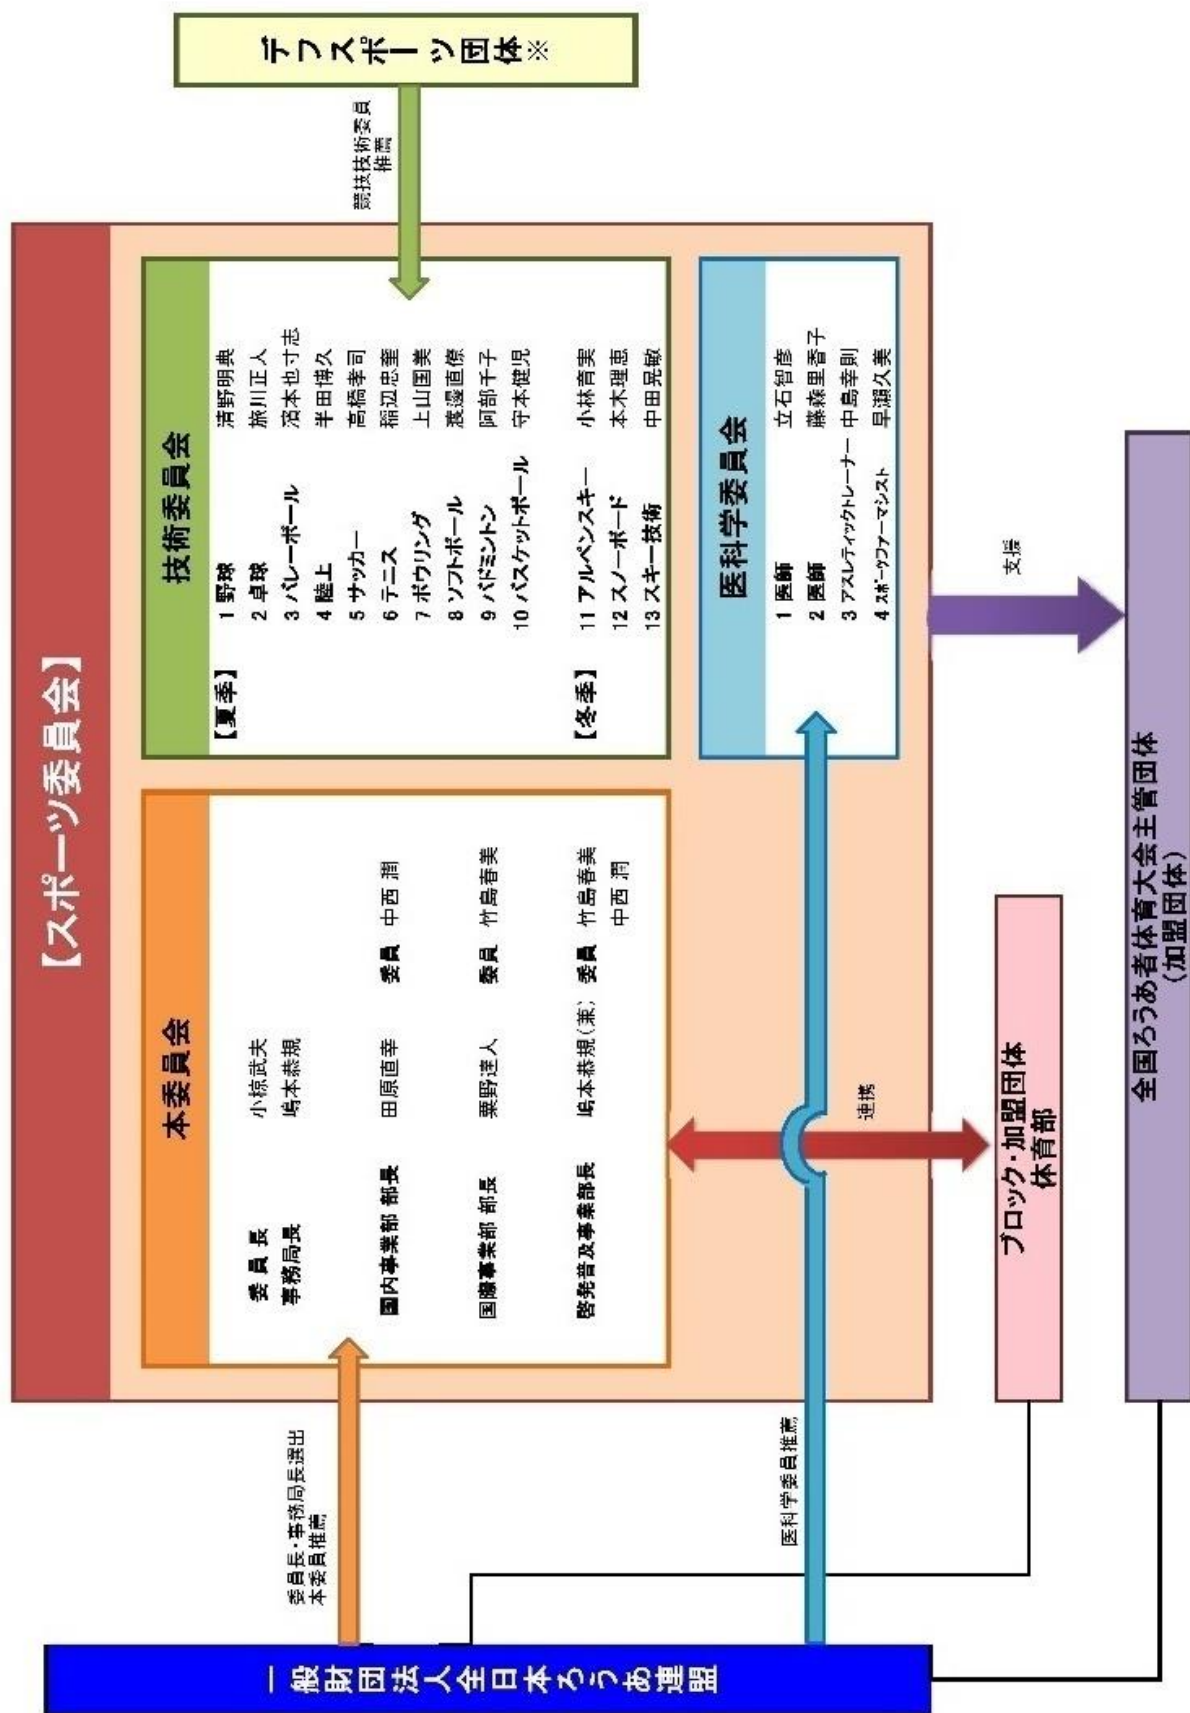 【スポーツ委員会】
一般財団法人全日本ろうあ連盟
委員長・事務局長選出
本委員推薦
本委員会
委員長 小椋武夫
事務局長 嶋本恭規
国内事業部 部長 田原直幸 委員 中西 潤
国際事業部 部長 粟野達人 委員 竹島春美
啓発普及事業部長 嶋本恭規(兼) 委員 竹島春美
中西 潤
技術委員会
【夏季】 1 野球 清野明典
2 卓球 旅川正人
3 バレーボール 濱本也寸志
4 陸上 半田博久
5 サッカー 高橋孝司
6 テニス 稲辺忠奎
7 ボウリング 上山国美
8 ソフトボール 渡邊直僚
9 バドミントン 阿部千子
10 バスケットボール 守本健児
【冬季】 11 アルペンスキー 小林育実
12 スノーボード 本木理恵
13 スキー技術 中田晃敏
競技技術委員
推薦
デフスポーツ団体※
医科学委員推薦
医科学委員会
1 医師 立石智彦
2 医師 藤森里香子
3 アスレティックトレーナー 中島幸則
4 スポーツファーマシスト 早瀬久美
連携
支援
ブロック・加盟団体
体育部
全国ろうあ者体育大会主管団体
(加盟団体)